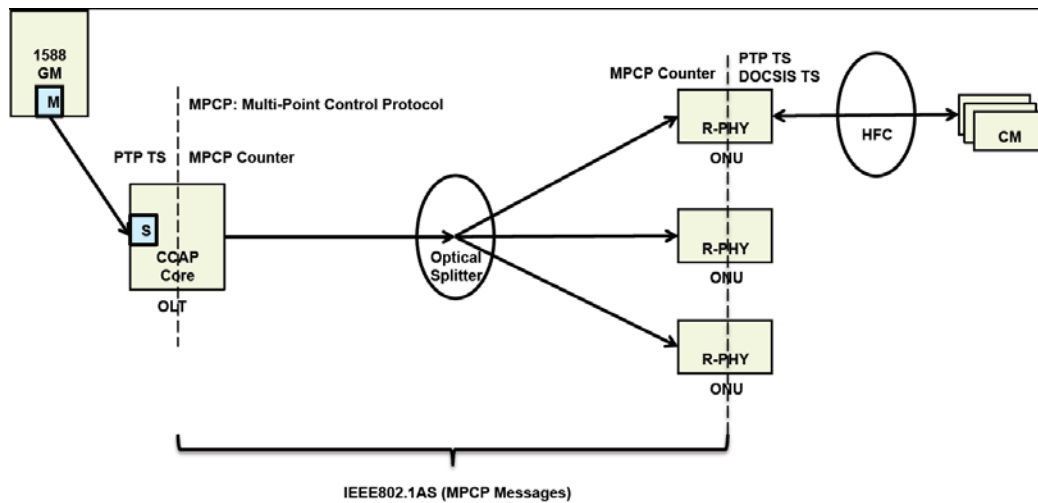 1588
GM
M
MPCP: Multi-Point Control Protocol
PTP TS
MPCP Counter
S
CCAP
Core
OLT
Optical
Splitter
MPCP Counter
PTP TS
DOCSIS TS
R-PHY
ONU
HFC
CM
R-PHY
ONU
R-PHY
ONU
IEEE802.1AS (MPCP Messages)